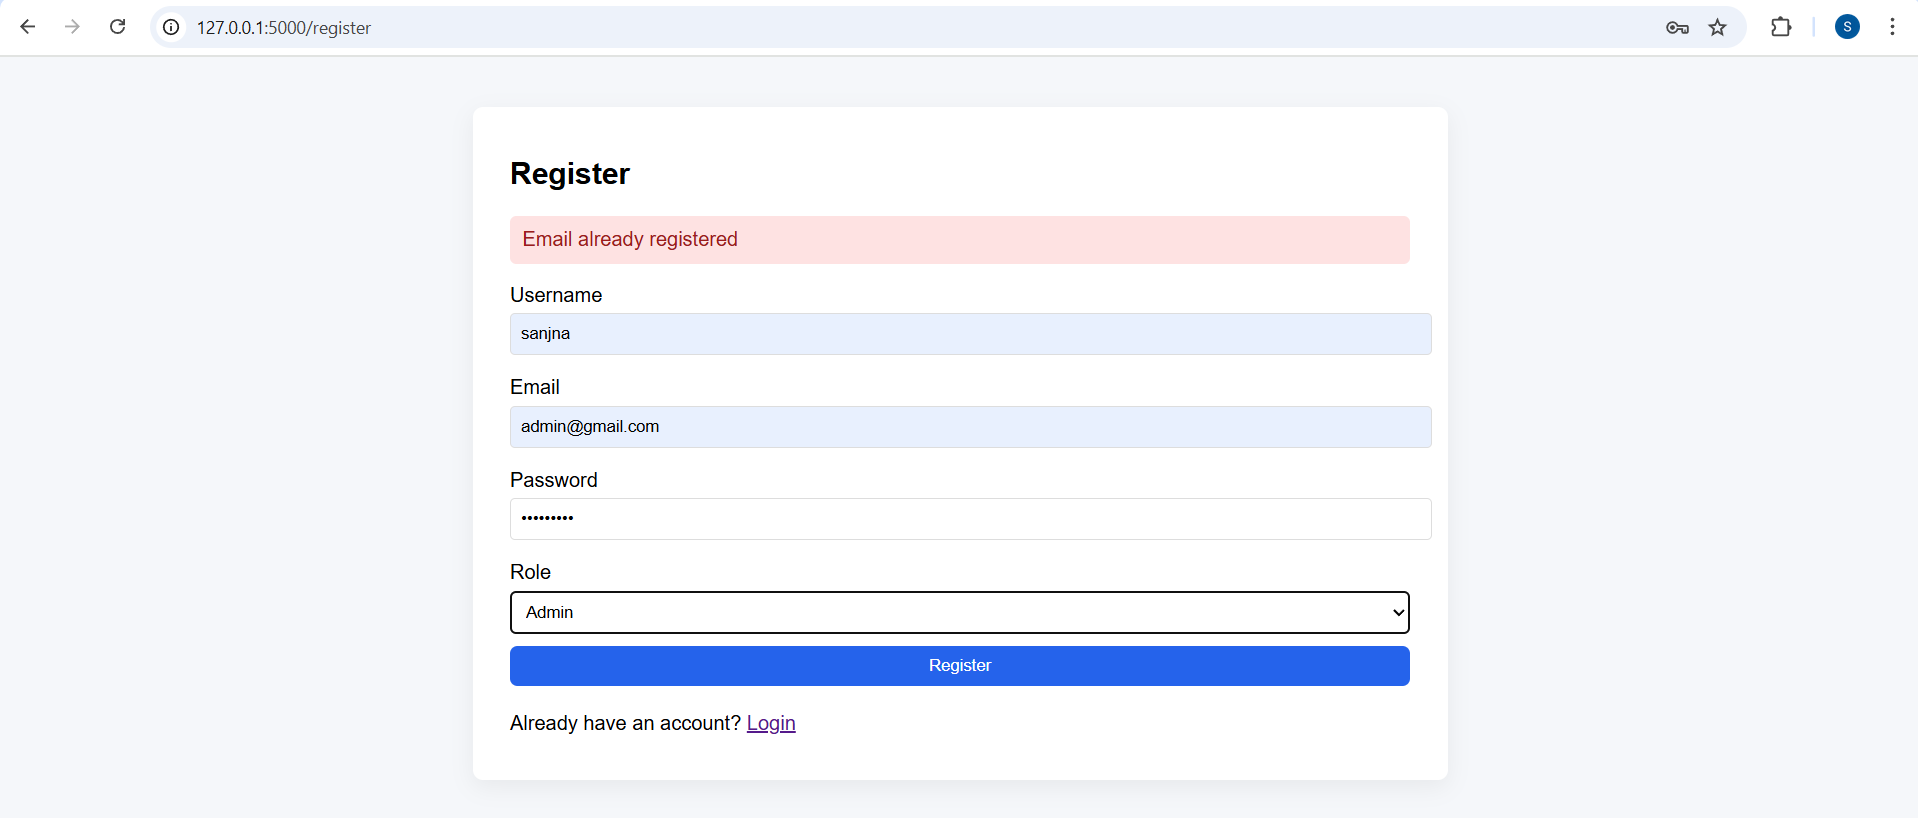 127.0.0.1:5000/register
S
Register
Email already registered
Username
sanjna
Email
admin@gmail.com
Password
•••••••••
Role
Admin
Register
Already have an account? Login